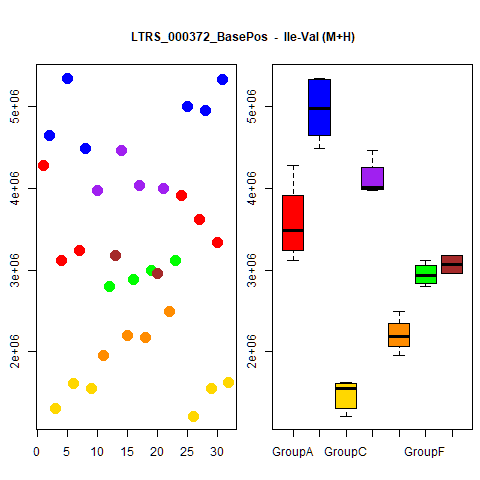 LTRS_000372_BasePos - Ile-Val (M+H)
5e+06
4e+06
3e+06
2e+06
0 5 10 15 20 25 30
5e+06
4e+06
3e+06
2e+06
GroupA GroupC GroupF